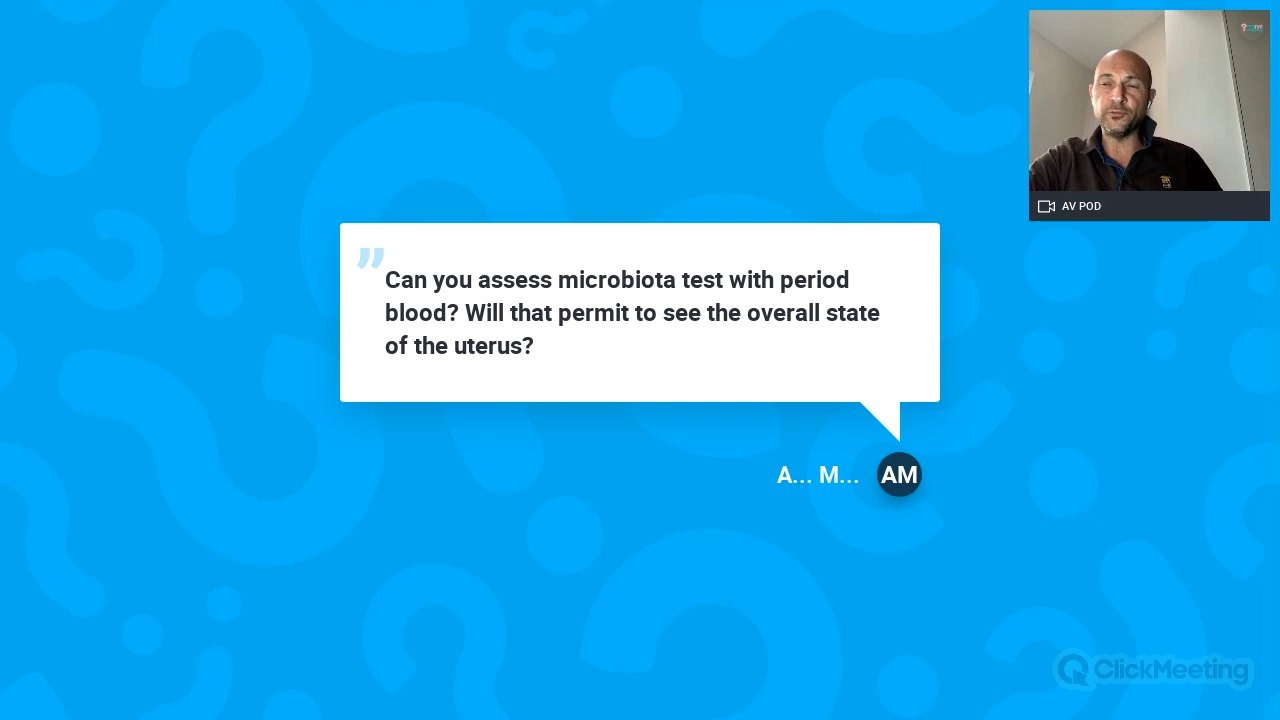 Can you assess microbiota test with period
blood? Will that permit to see the overall state
of the uterus?
A... M...
AM
AV POD
ClickMeeting